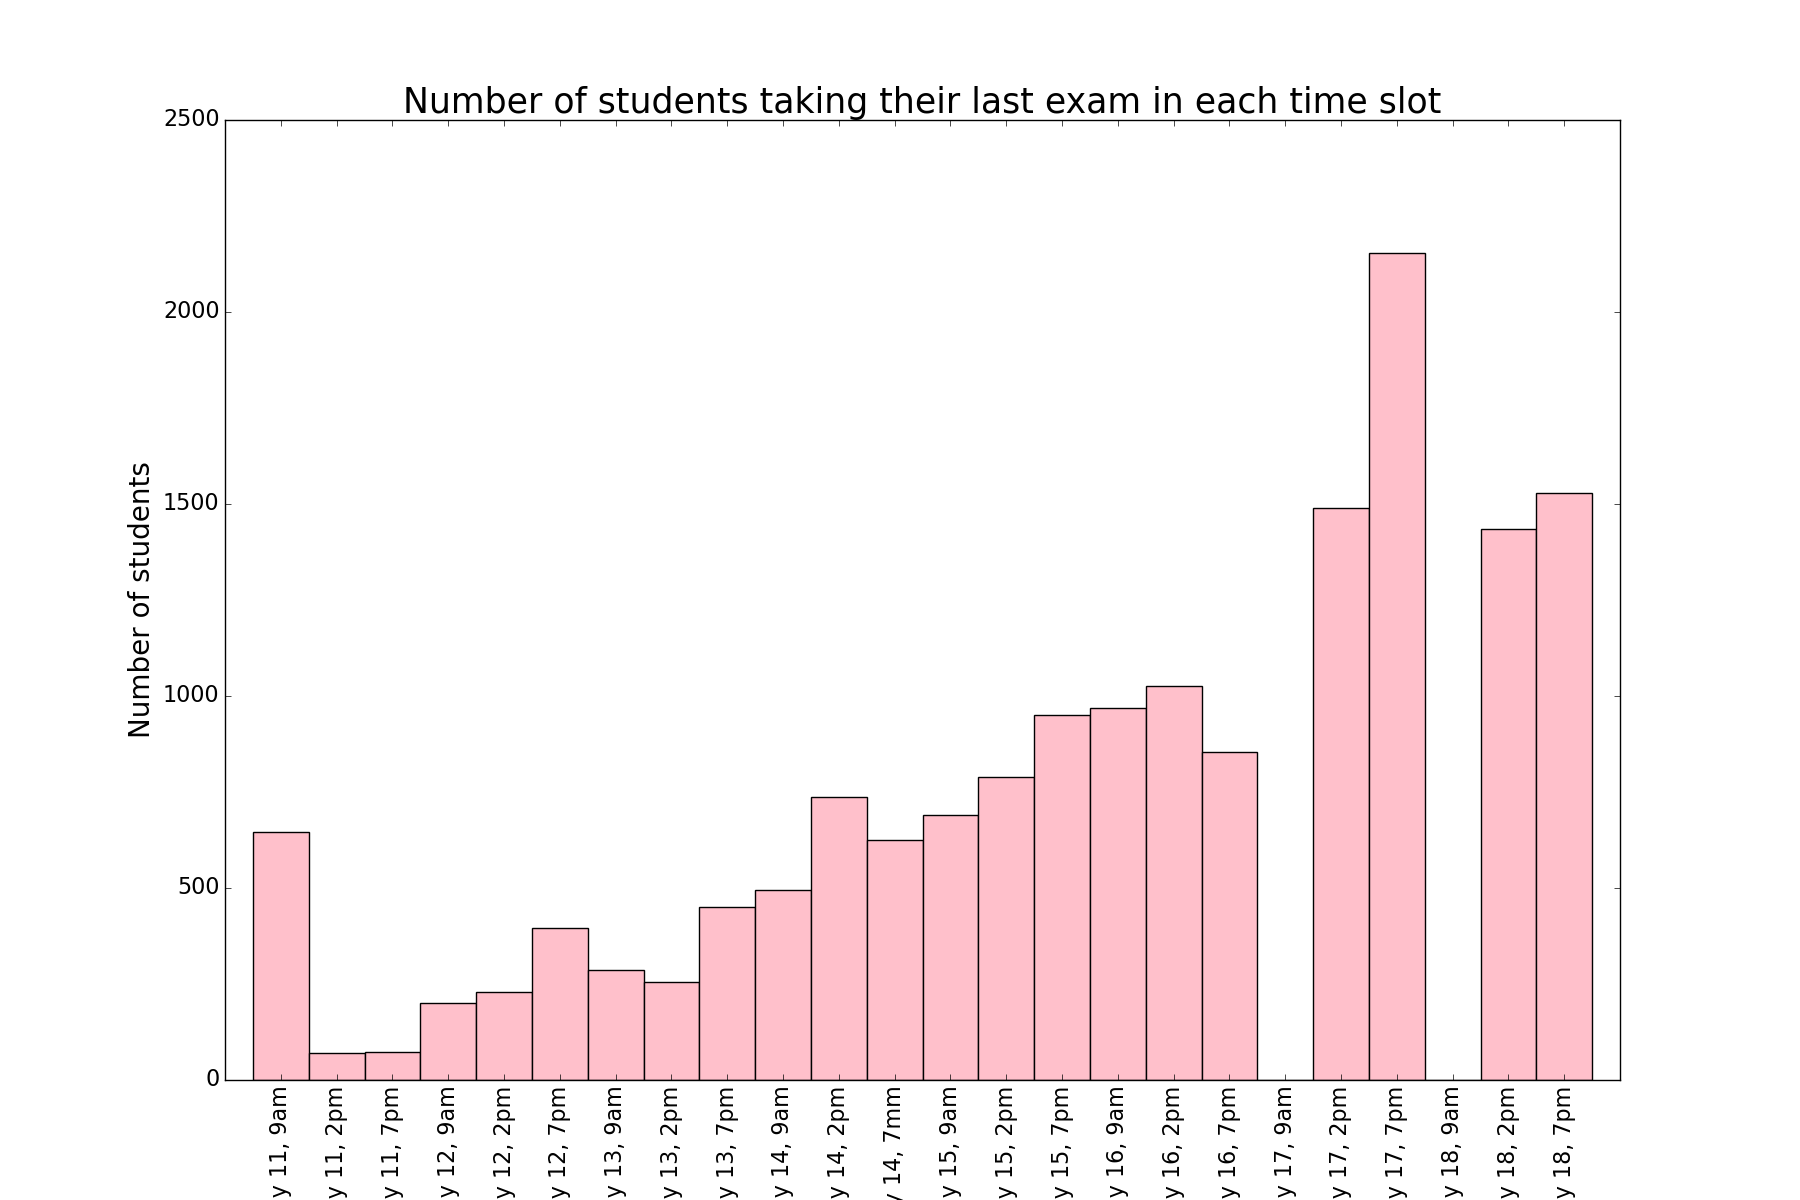 Number of students taking their last exam in each time slot
Number of students
2500
2000
1500
1000
500
0
y 11, 9am
y 11, 2pm
y 11, 7pm
y 12, 9am
y 12, 2pm
y 12, 7pm
y 13, 9am
y 13, 2pm
y 13, 7pm
y 14, 9am
y 14, 2pm
y 14, 7mm
y 15, 9am
y 15, 2pm
y 15, 7pm
y 16, 9am
y 16, 2pm
y 16, 7pm
y 17, 9am
y 17, 2pm
y 17, 7pm
y 18, 9am
y 18, 2pm
y 18, 7pm